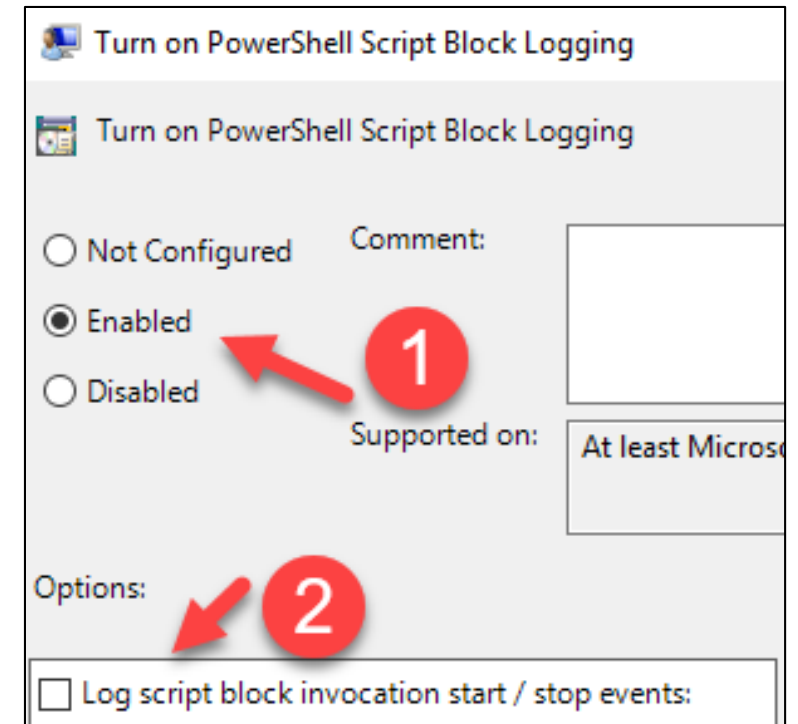 Turn on PowerShell Script Block Logging
Turn on PowerShell Script Block Logging
Not Configured
Comment:
Enabled
1
Disabled
Supported on:
At least Micros
Options:
2
Log script block invocation start / stop events: